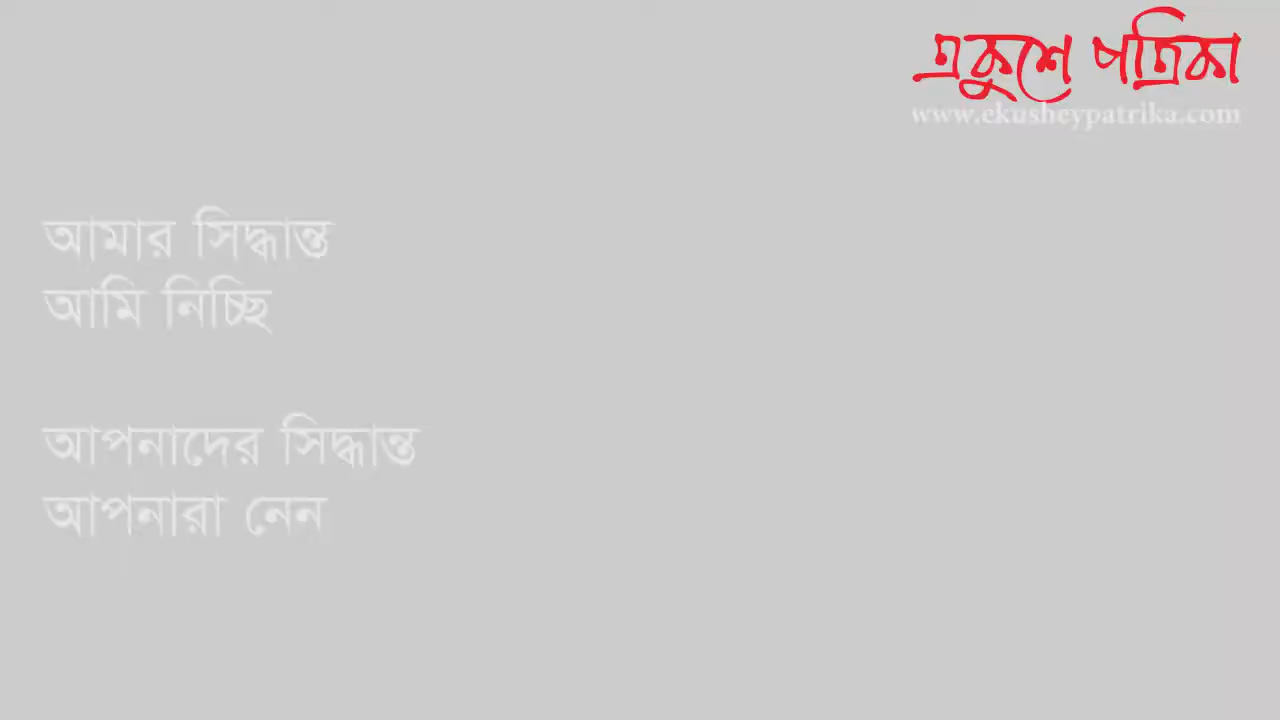 একুশে পত্রিকা
www.ekusheypatrika.com
আমার সিদ্ধান্ত
আমি নিচ্ছি
আপনাদের সিদ্ধান্ত
আপনারা নেন